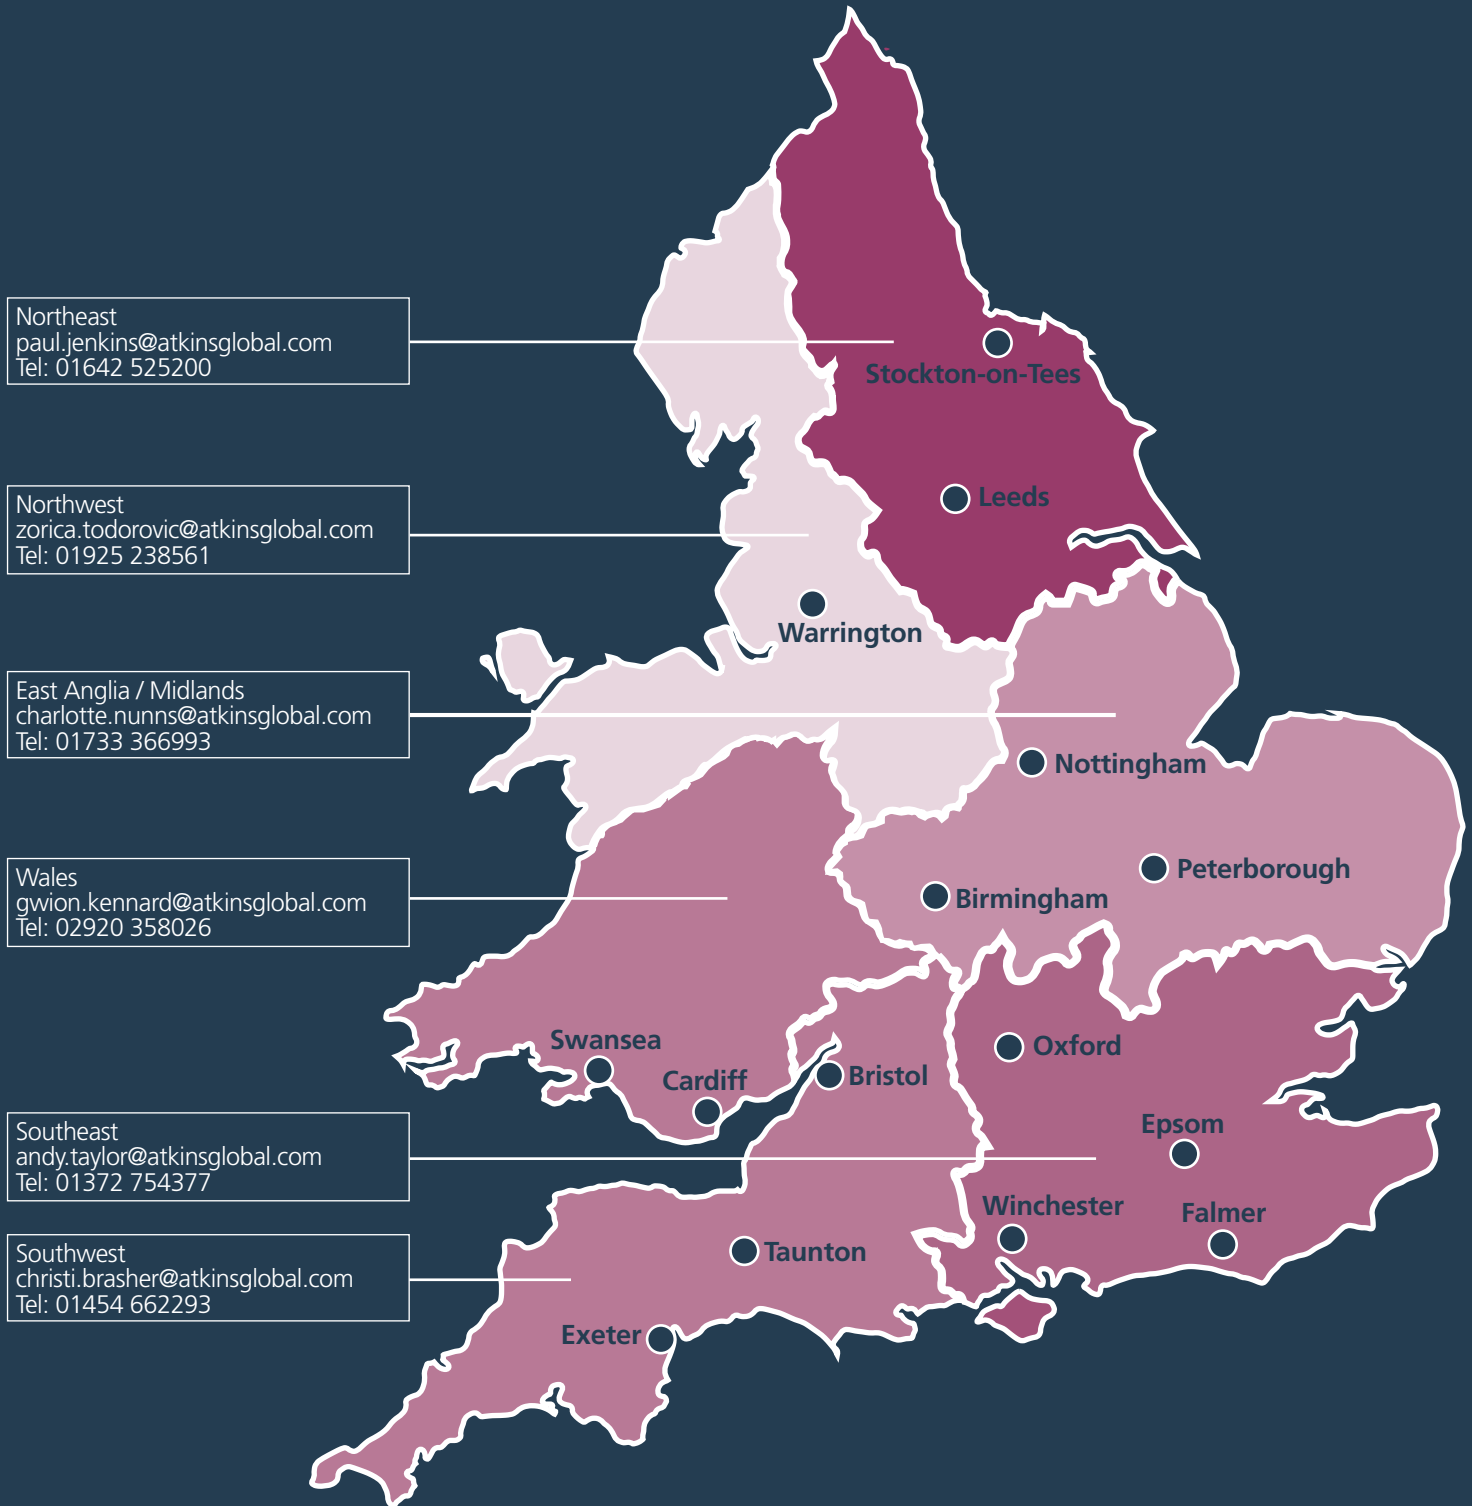 Northeast
paul.jenkins@atkinsglobal.com
Tel: 01642 525200
Northwest
zorica.todorovic@atkinsglobal.com
Tel: 01925 238561
East Anglia / Midlands
charlotte.nunns@atkinsglobal.com
Tel: 01733 366993
Wales
gwion.kennard@atkinsglobal.com
Tel: 02920 358026
Southeast
andy.taylor@atkinsglobal.com
Tel: 01372 754377
Southwest
christi.brasher@atkinsglobal.com
Tel: 01454 662293
Stockton-on-Tees
Leeds
Warrington
Nottingham
Peterborough
Birmingham
Swansea
Cardiff
Bristol
Oxford
Epsom
Winchester
Falmer
Taunton
Exeter